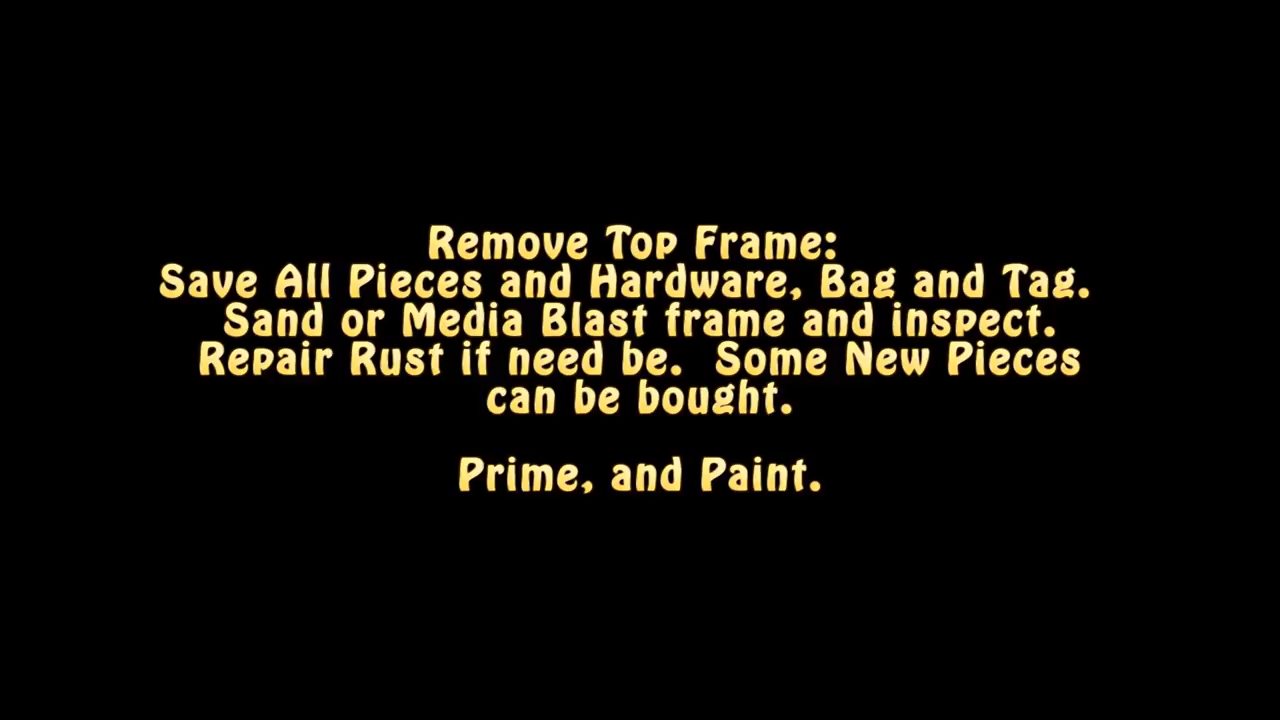 Remove Top Frame:
Save All Pieces and Hardware, Bag and Tag.
Sand or Media Blast frame and inspect.
Repair Rust if need be.  Some New Pieces
can be bought.
Prime, and Paint.